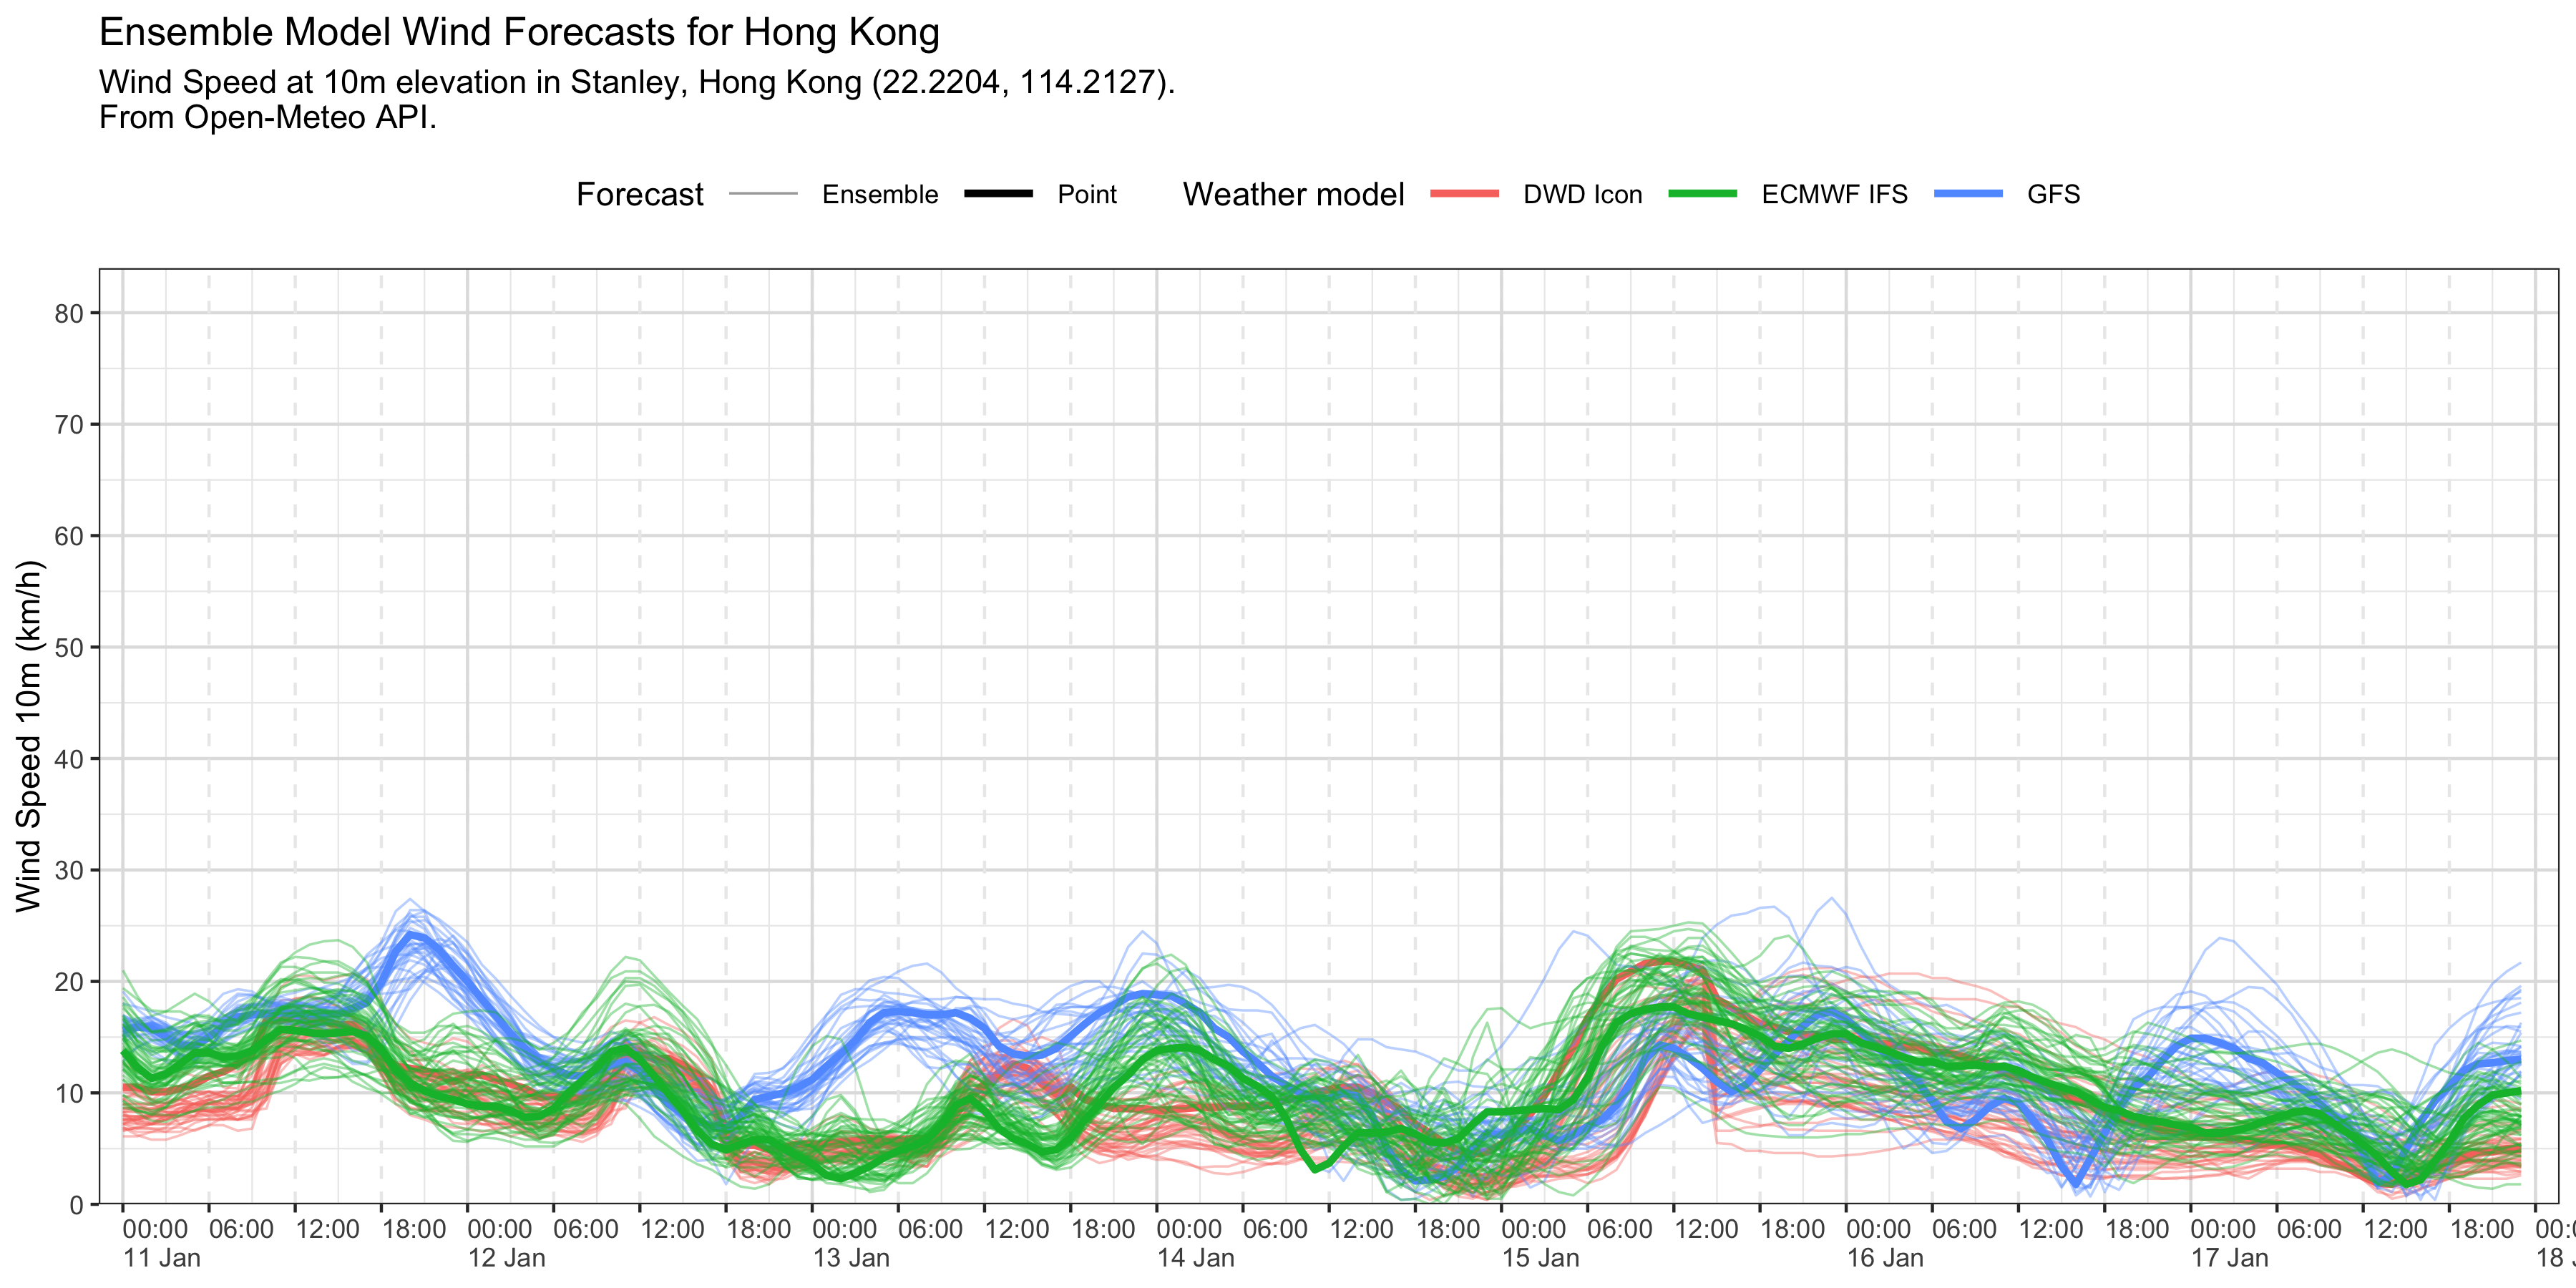 Ensemble Model Wind Forecasts for Hong Kong
Wind Speed at 10m elevation in Stanley, Hong Kong (22.2204, 114.2127).
From Open-Meteo API.
Forecast Ensemble Point Weather model DWD Icon ECMWF IFS GFS
Wind Speed 10m (km/h)
80
70
60
50
40
30
20
10
0
00:00 06:00 12:00 18:00 00:00 06:00 12:00 18:00 00:00 06:00 12:00 18:00 00:00 06:00 12:00 18:00 00:00 06:00 12:00 18:00 00:00 06:00 12:00 18:00 00:00 06:00 12:00 18:00
11 Jan 12 Jan 13 Jan 14 Jan 15 Jan 16 Jan 17 Jan 18